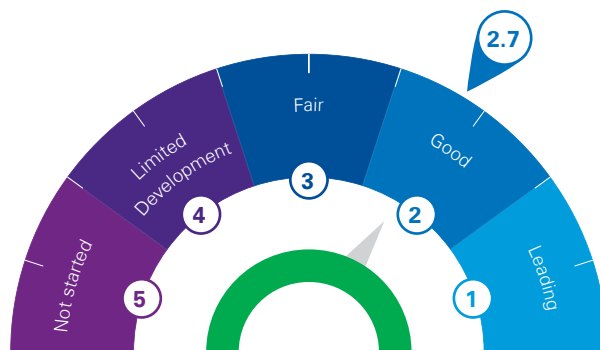 2.7
Fair
Limited
Development
Good
Not started
Leading
3
4
2
5
1